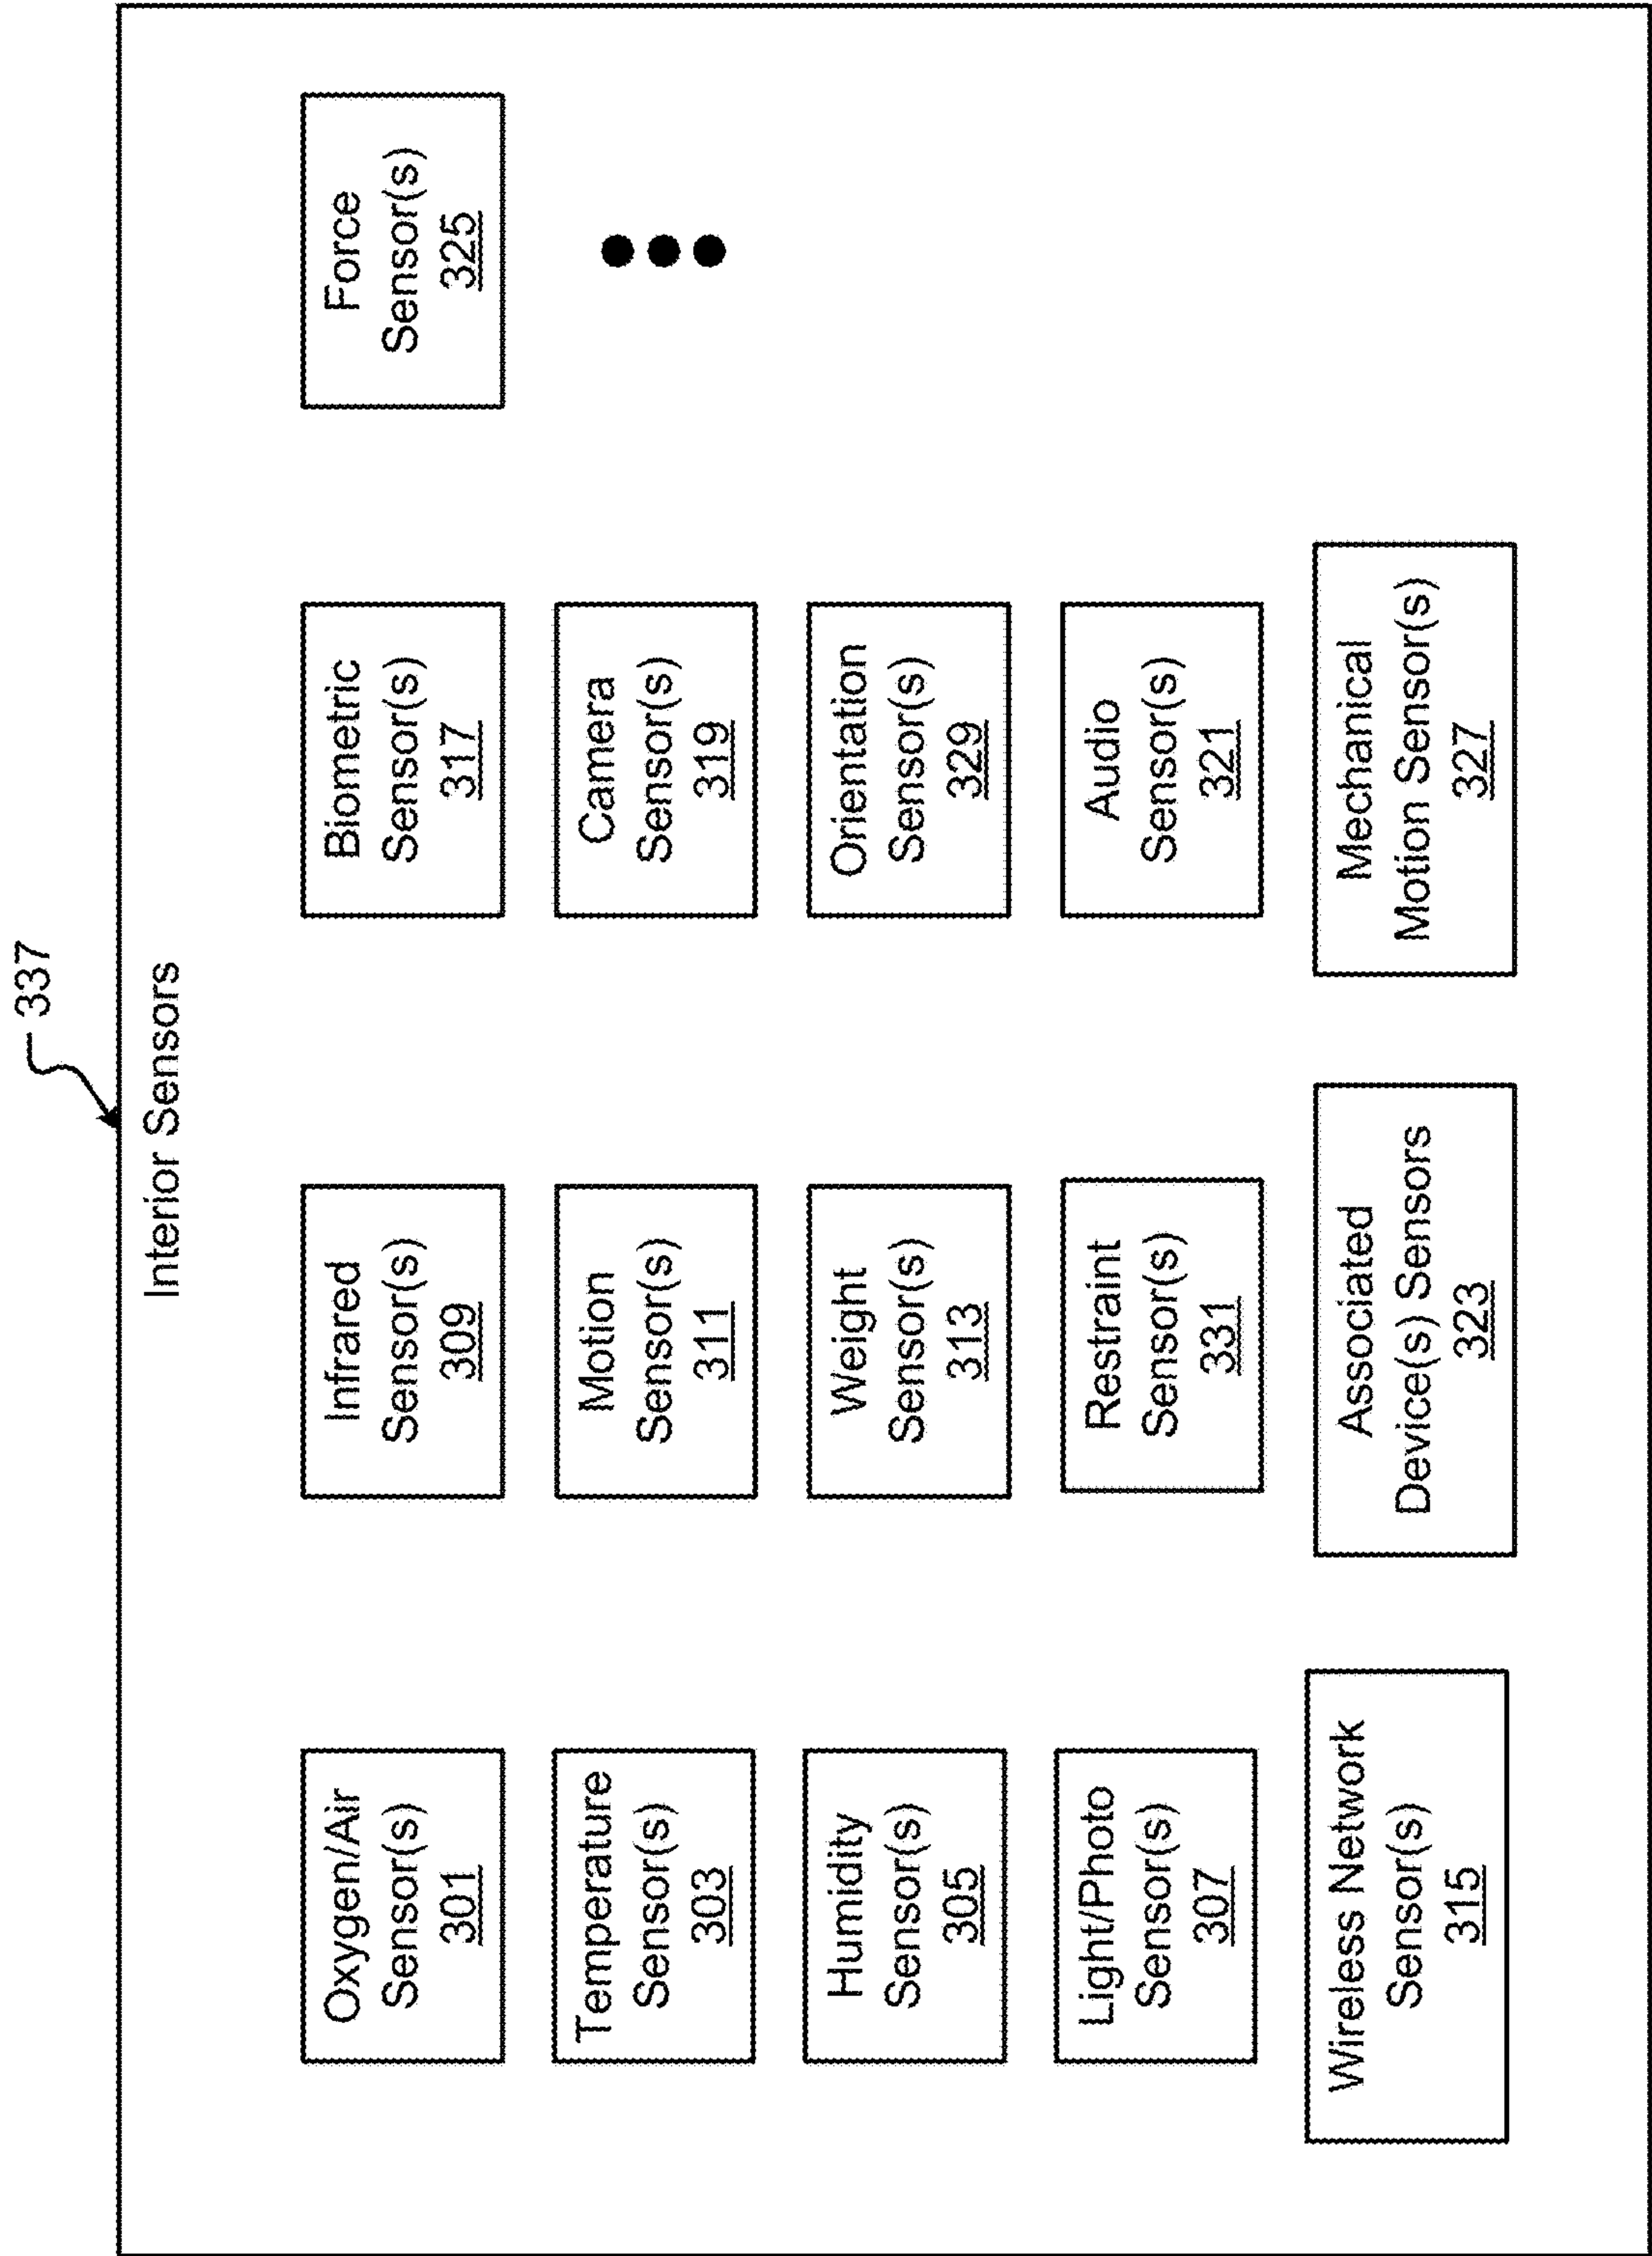 337
Interior Sensors
Oxygen/Air
Sensor(s)
301
Infrared
Sensor(s)
309
Biometric
Sensor(s)
317
Force
Sensor(s)
325
Temperature
Sensor(s)
303
Motion
Sensor(s)
311
Camera
Sensor(s)
319
Humidity
Sensor(s)
305
Weight
Sensor(s)
313
Orientation
Sensor(s)
329
Light/Photo
Sensor(s)
307
Restraint
Sensor(s)
331
Audio
Sensor(s)
321
Wireless Network
Sensor(s)
315
Associated
Device(s) Sensors
323
Mechanical
Motion Sensor(s)
327